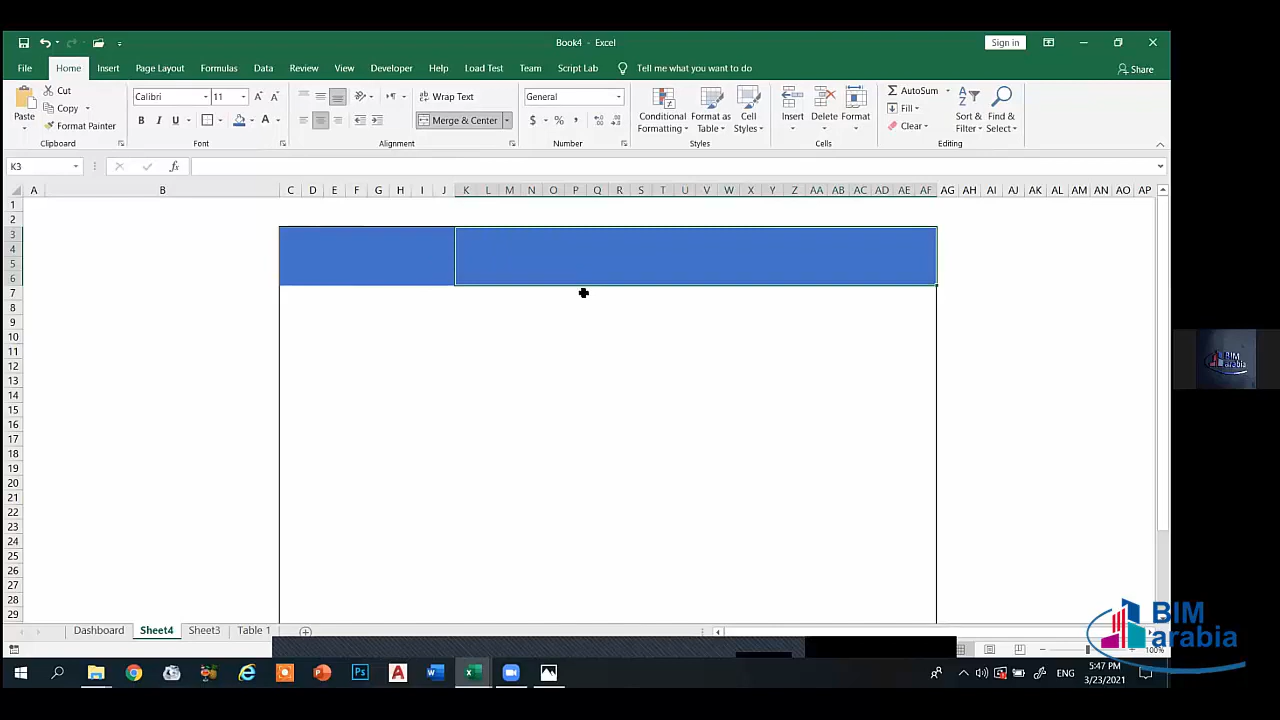 Book4 - Excel
Sign in
File Home Insert Page Layout Formulas Data Review View Developer Help Load Test Team Script Lab Tell me what you want to do
Share
Paste
Cut
Copy
Format Painter
Clipboard
Calibri 11
B I U
Font
Wrap Text
Merge & Center
Alignment
General
$ % ,
Number
Conditional Formatting
Format as Table
Cell Styles
Styles
Insert
Delete
Format
Cells
AutoSum
Fill
Clear
Sort & Filter
Find & Select
Editing
K3
fx
A B C D E F G H I J K L M N O P Q R S T U V W X Y Z AA AB AC AD AE AF AG AH AI AJ AK AL AM AN AO AP
1
2
3
4
5
6
7
8
9
10
11
12
13
14
15
16
17
18
19
20
21
22
23
24
25
26
27
28
29
BIM
arabia
Dashboard Sheet4 Sheet3 Table 1
100%
BIM
arabia
ENG
5:47 PM
3/23/2021